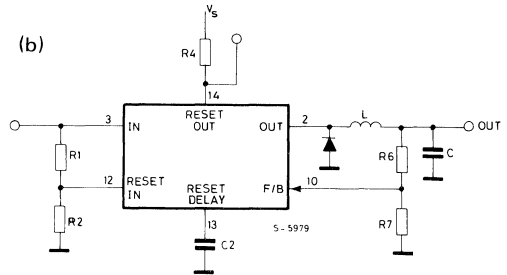 (b)
Vs
R4
14
3
IN
RESET
OUT
OUT
2
L
OUT
R1
R6
C
12
RESET
IN
RESET
DELAY
F/B
10
R2
R7
13
C2
S-5979